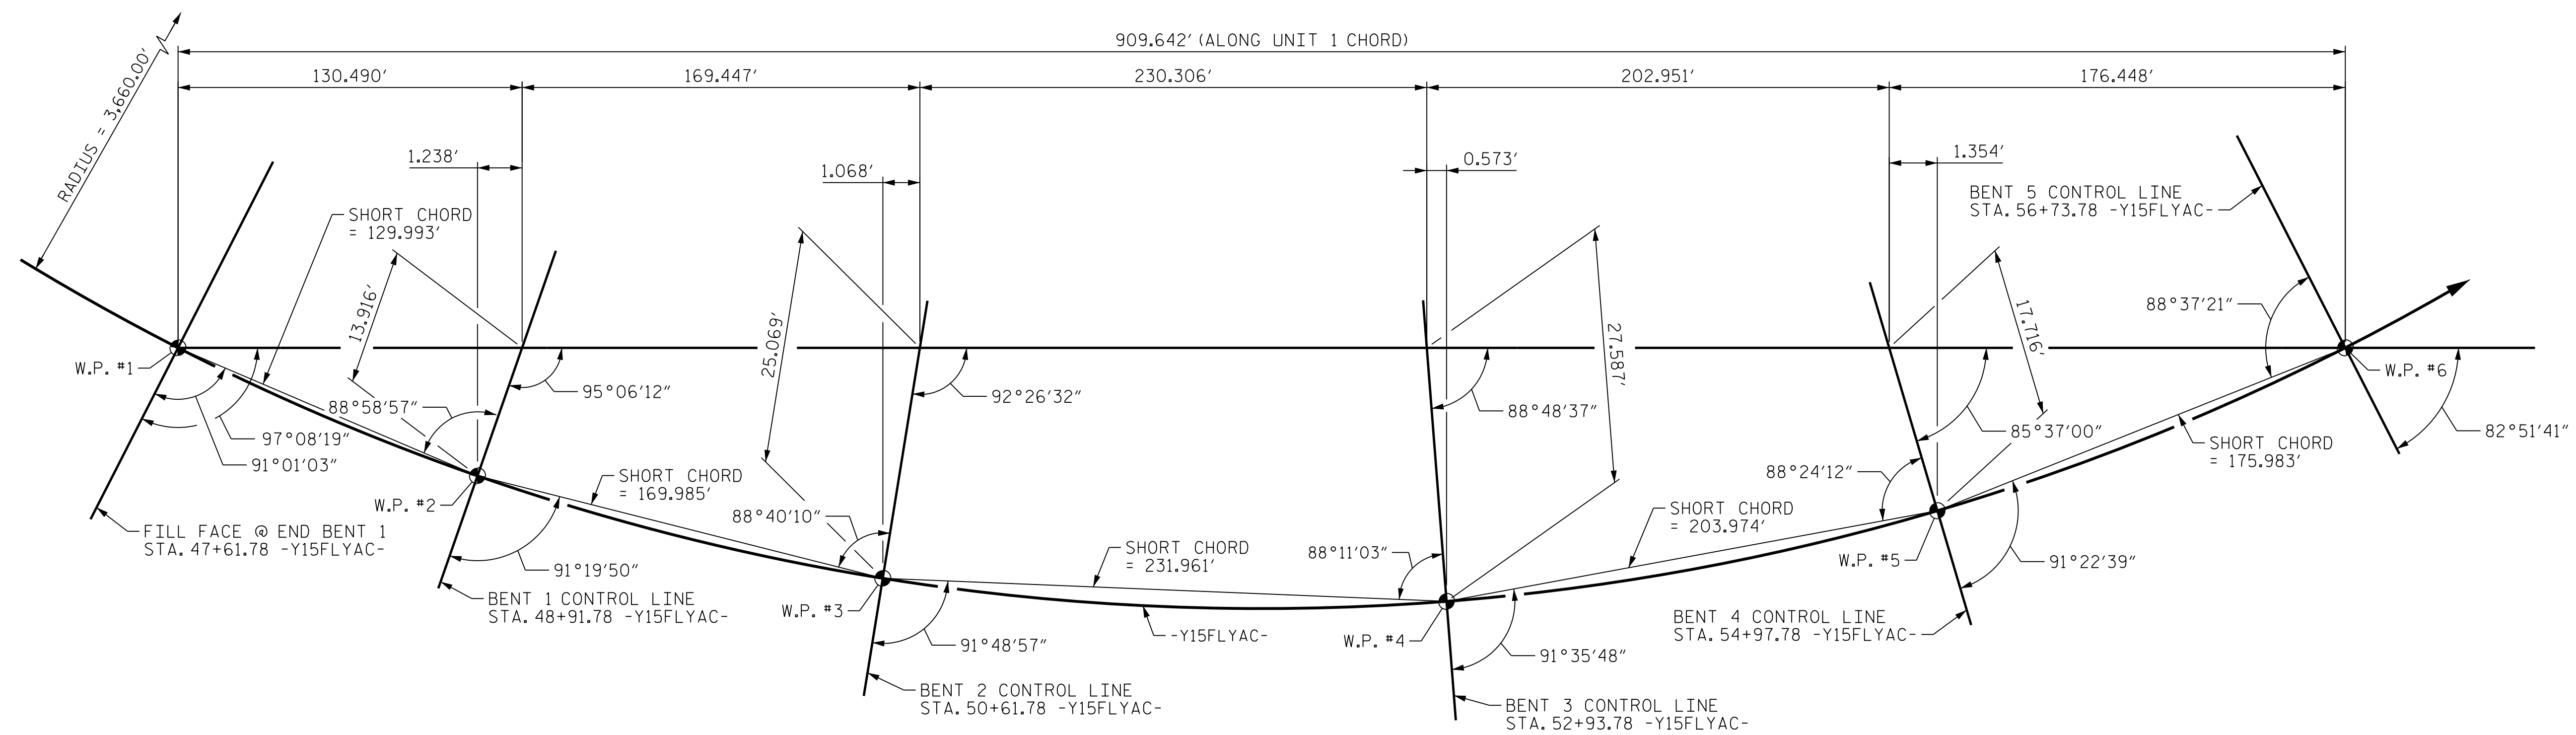 909.642' (ALONG UNIT 1 CHORD)
130.490'
169.447'
230.306'
202.951'
176.448'
RADIUS = 3,660.00'
1.238'
1.068'
0.573'
1.354'
BENT 5 CONTROL LINE
STA. 56+73.78 -Y15FLYAC-
SHORT CHORD
= 129.993'
13.916'
25.069'
27.587'
17.716'
88°37'21"
W.P. #1
W.P. #6
95°06'12"
92°26'32"
88°48'37"
85°37'00"
82°51'41"
88°58'57"
97°08'19"
91°01'03"
SHORT CHORD
= 175.983'
88°24'12"
SHORT CHORD
= 169.985'
W.P. #2
88°40'10"
SHORT CHORD
= 203.974'
FILL FACE @ END BENT 1
STA. 47+61.78 -Y15FLYAC-
SHORT CHORD
= 231.961'
88°11'03"
W.P. #5
91°22'39"
91°19'50"
BENT 1 CONTROL LINE
STA. 48+91.78 -Y15FLYAC-
W.P. #3
-Y15FLYAC-
W.P. #4
BENT 4 CONTROL LINE
STA. 54+97.78 -Y15FLYAC-
91°48'57"
91°35'48"
BENT 2 CONTROL LINE
STA. 50+61.78 -Y15FLYAC-
BENT 3 CONTROL LINE
STA. 52+93.78 -Y15FLYAC-